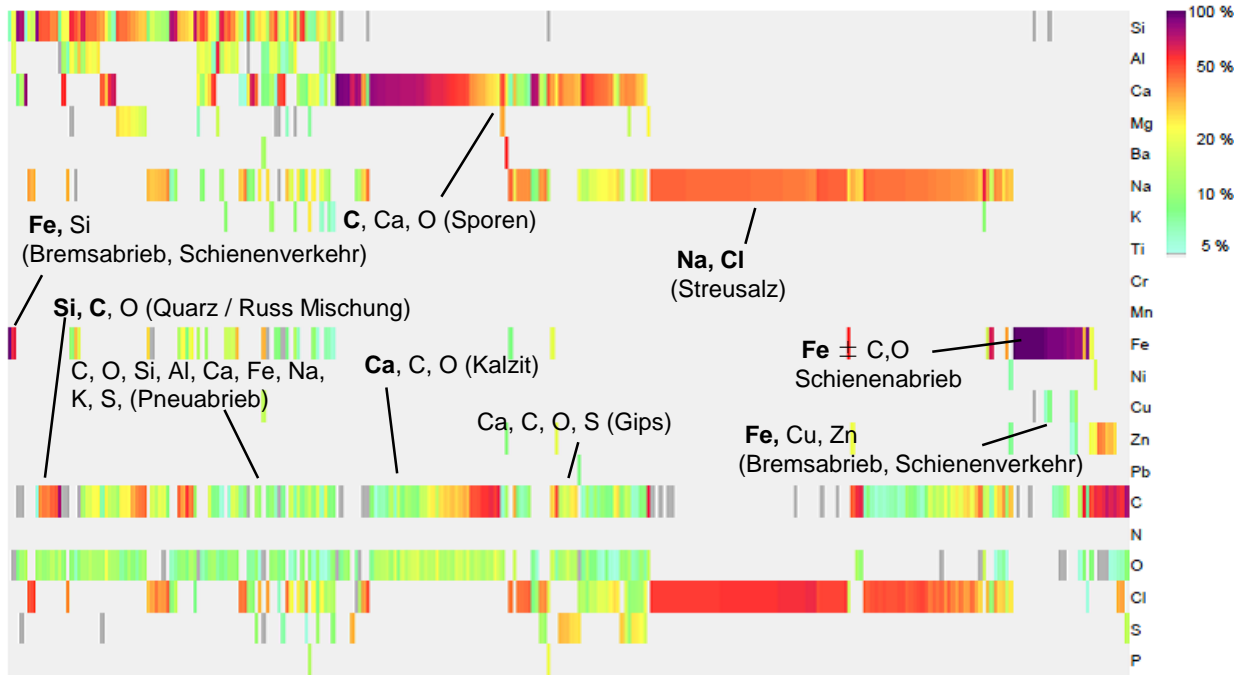 100 %
50 %
20 %
10 %
5 %
Si
Al
Ca
Mg
Ba
Na
K
Ti
Cr
Mn
Fe
Ni
Cu
Zn
Pb
C
N
O
Cl
S
P
Fe, Si
(Bremsabrieb, Schienenverkehr)
C, Ca, O (Sporen)
Na, Cl
(Streusalz)
Si, C, O (Quarz / Russ Mischung)
C, O, Si, Al, Ca, Fe, Na,
K, S, (Pneuabrieb)
Ca, C, O (Kalzit)
Ca, C, O, S (Gips)
Fe ± C,O
Schienenabrieb
Fe, Cu, Zn
(Bremsabrieb, Schienenverkehr)